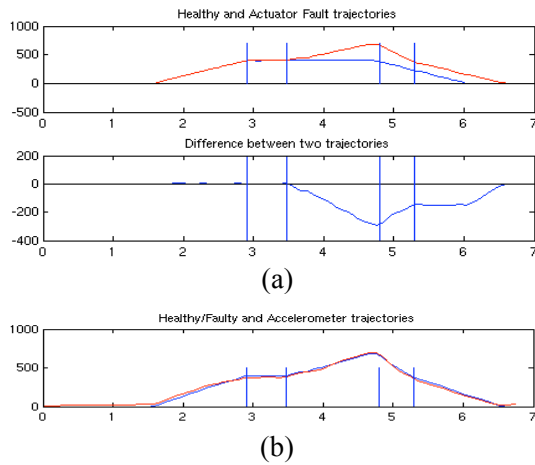 Healthy and Actuator Fault trajectories
1000
500
0
-500
0 1 2 3 4 5 6 7
Difference between two trajectories
200
0
-200
-400
0 1 2 3 4 5 6 7
(a)
Healthy/Faulty and Accelerometer trajectories
1000
500
0
0 1 2 3 4 5 6 7
(b)